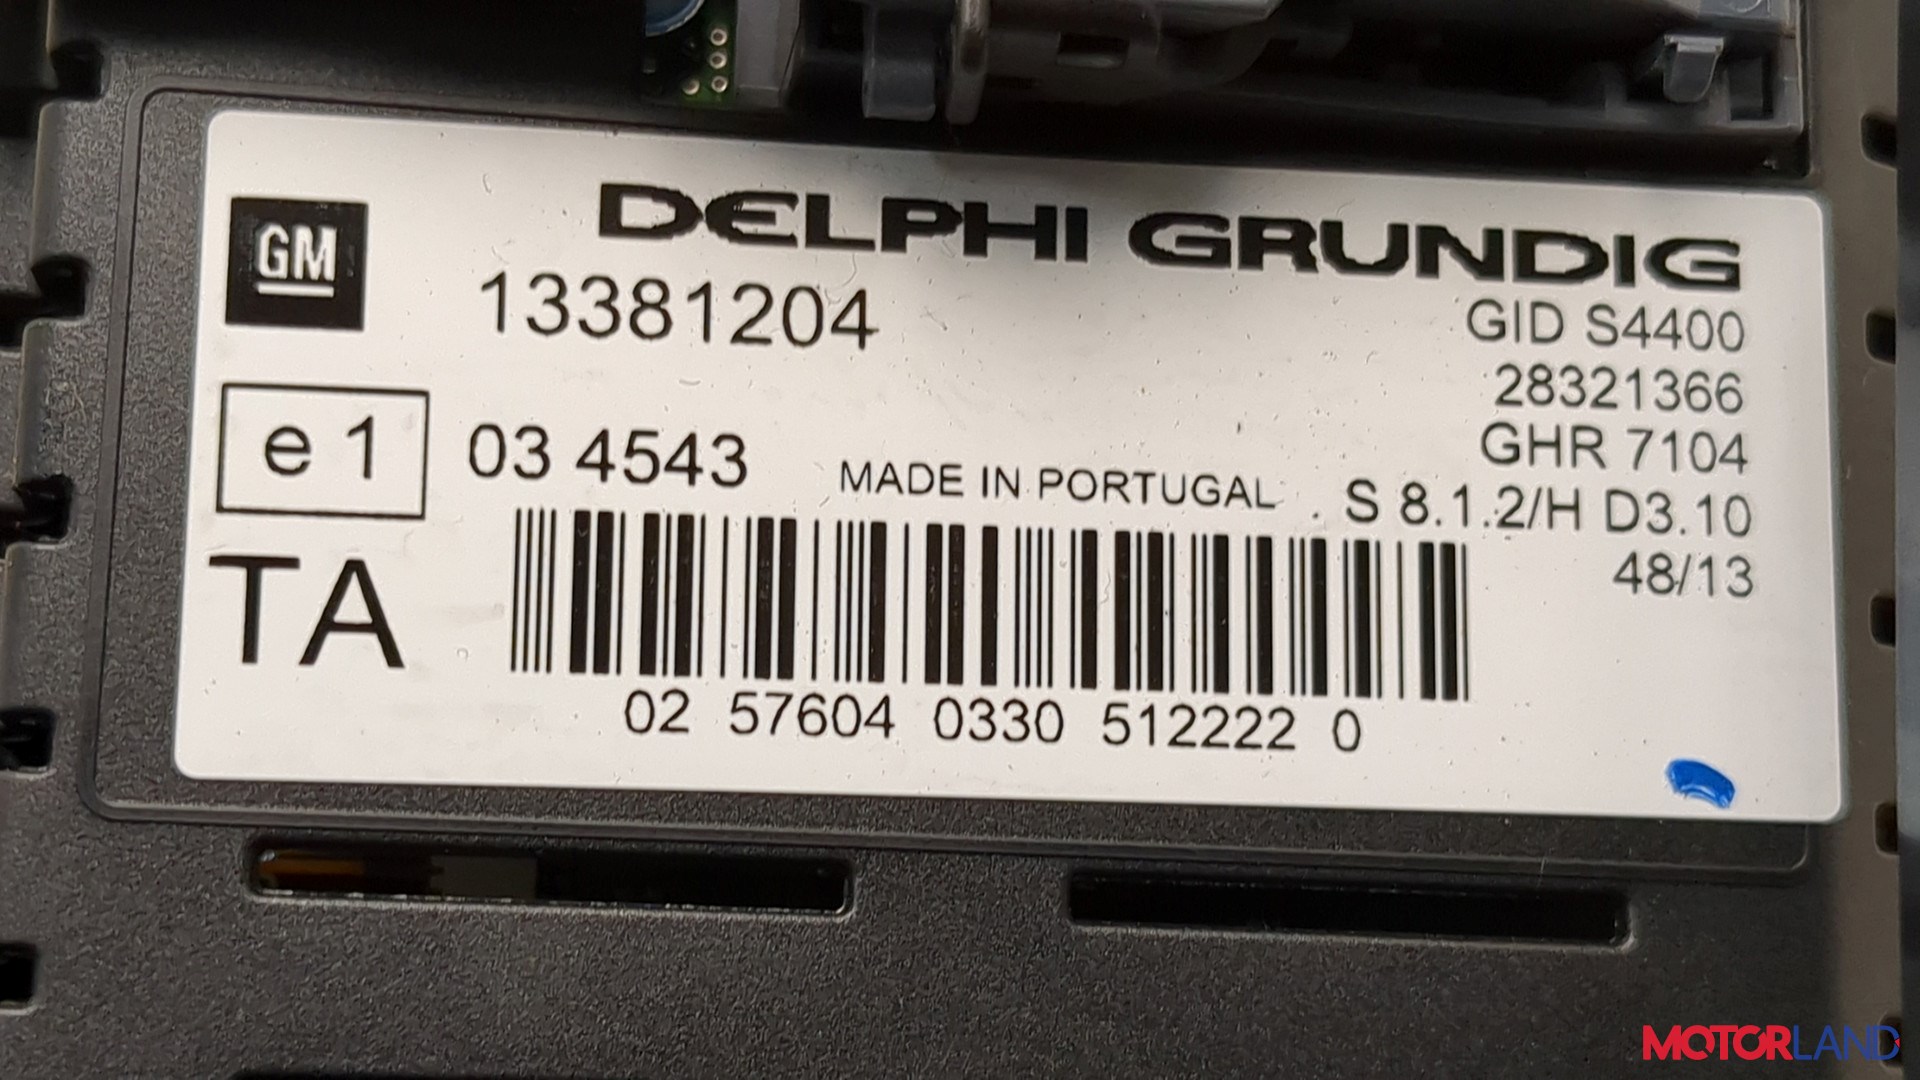 GM
DELPHI GRUNDIG
13381204
GID S4400
28321366
GHR 7104
e1
03 4543
MADE IN PORTUGAL
S 8.1.2/H D3.10
48/13
TA
02 57604 0330 512222 0
MOTORLAND